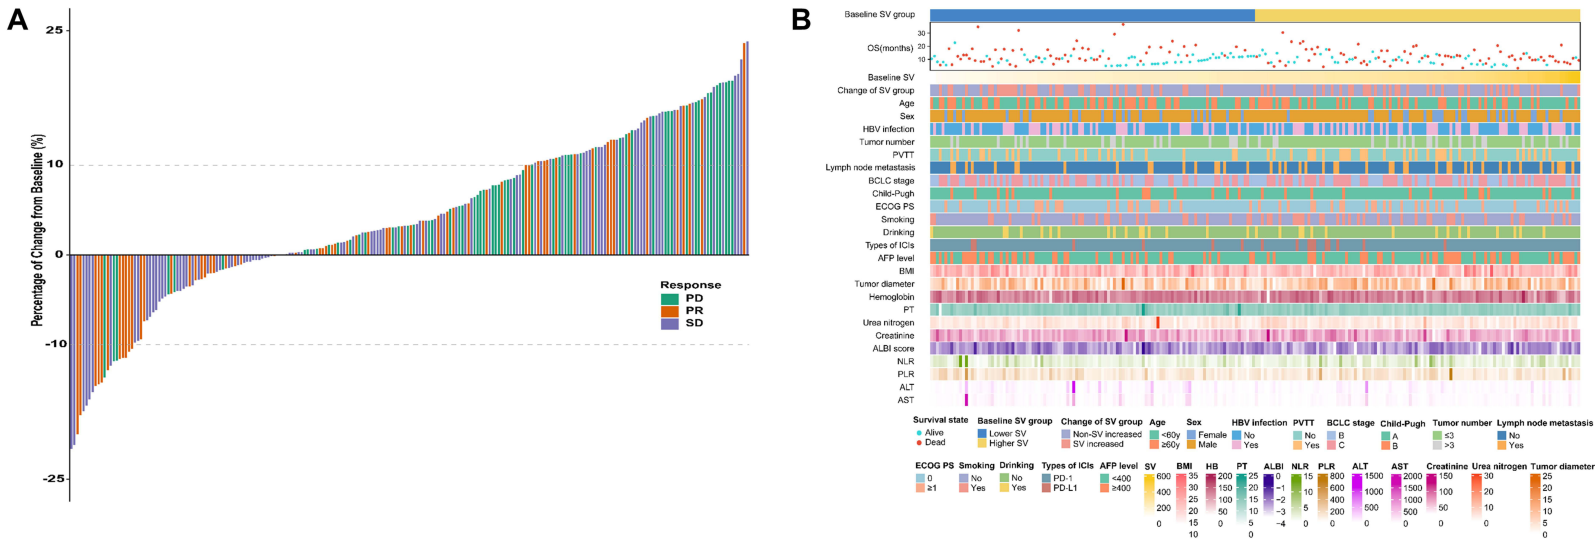 A
25
10
0
-10
-25
Percentage of Change from Baseline (%)
Response
PD
PR
SD
B
Baseline SV group
OS(months)
30
20
10
Baseline SV
Change of SV group
Age
Sex
HBV infection
Tumor number
PVTT
Lymph node metastasis
BCLC stage
Child-Pugh
ECOG PS
Smoking
Drinking
Types of ICIs
AFP level
BMI
Tumor diameter
Hemoglobin
PT
Urea nitrogen
Creatinine
ALBI score
NLR
PLR
ALT
AST
Survival state Baseline SV group Change of SV group Age Sex HBV infection PVTT BCLC stage Child-Pugh Tumor number Lymph node metastasis
Alive Lower SV Non-SV increased <60y Female No No B A ≤3 No
Dead Higher SV SV increased ≥60y Male Yes Yes C B >3 Yes
ECOG PS Smoking Drinking Types of ICIs AFP level SV BMI HB PT ALBI NLR PLR ALT AST Creatinine Urea nitrogen Tumor diameter
0 No No PD-1 <400
≥1 Yes Yes PD-L1 ≥400
600 400 200 0
35 30 25 20 15 10
200 150 100 50 0
25 20 15 10 5 0
0 −1 −2 −3 −4
15 10 5 0
800 600 400 200 0
1500 1000 500 0
2000 1500 1000 500 0
150 100 50 0
30 20 10 0
25 20 15 10 5 0